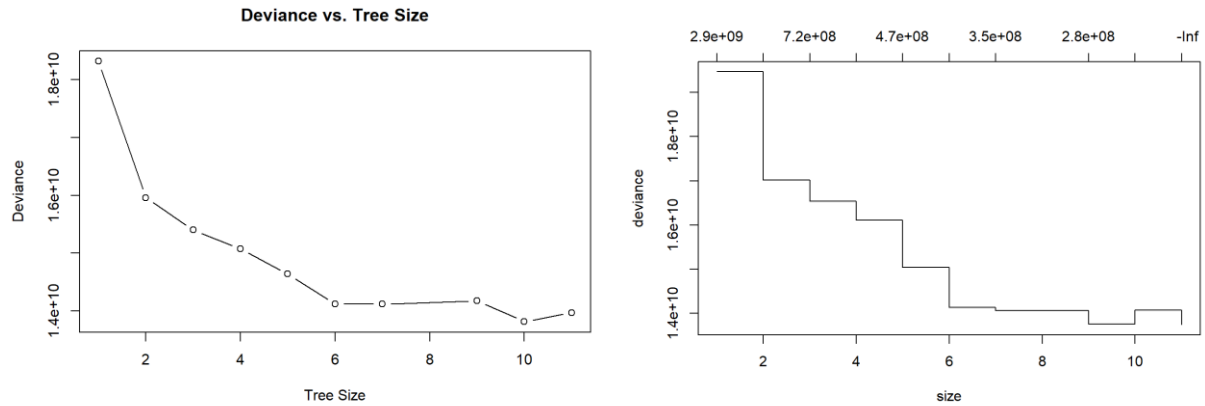 Deviance vs. Tree Size
Deviance
1.8e+10
1.6e+10
1.4e+10
2 4 6 8 10
Tree Size
2.9e+09 7.2e+08 4.7e+08 3.5e+08 2.8e+08 -Inf
deviance
1.8e+10
1.6e+10
1.4e+10
2 4 6 8 10
size